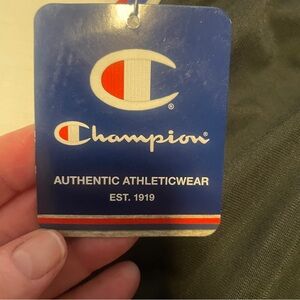 ®
Champion®
AUTHENTIC ATHLETICWEAR
EST. 1919